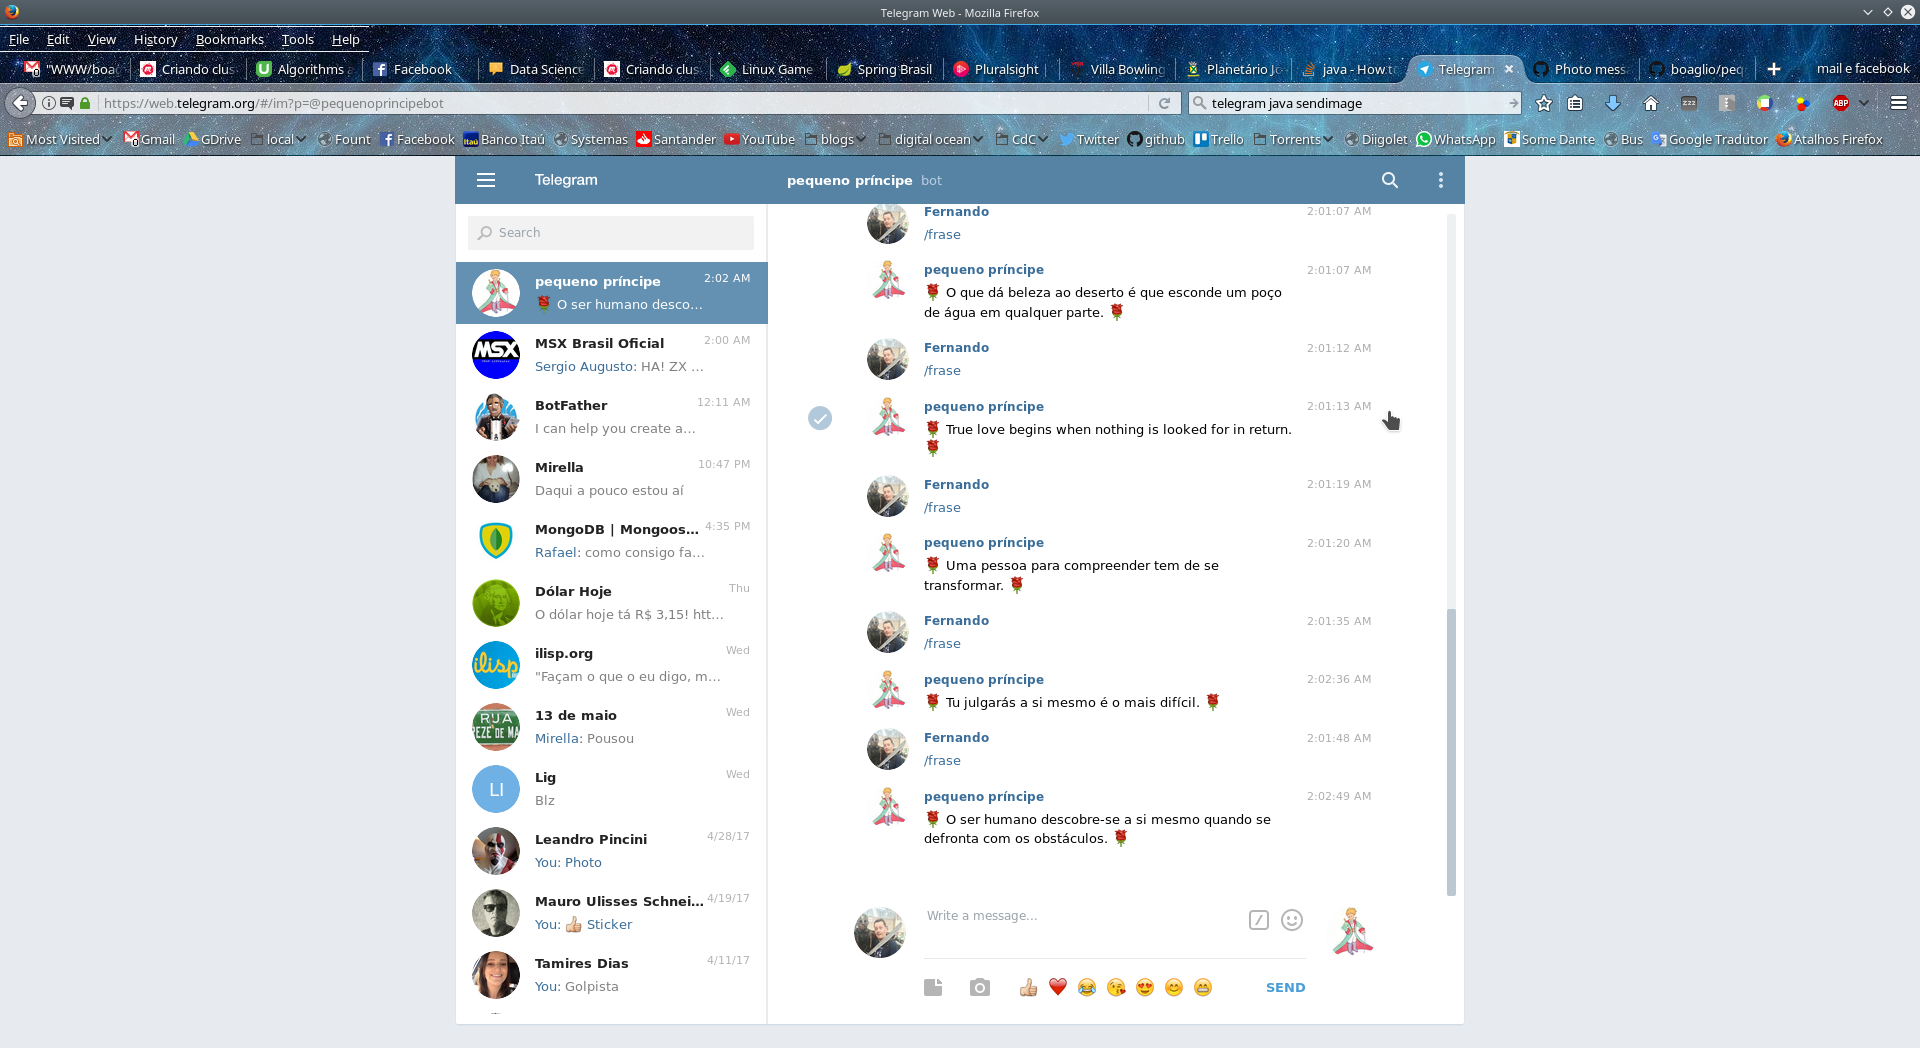 Telegram Web - Mozilla Firefox
File Edit View History Bookmarks Tools Help
"WWW/boa Criando clus Algorithms Facebook Data Science Criando clus Linux Game Spring Brasil Pluralsight Villa Bowling Planetário Jo java - How to Telegram Photo mess boaglio/peq mail e facebook
https://web.telegram.org/#/im?p=@pequenoprincipebot
telegram java sendimage
ABP
Most Visited Gmail GDrive local Fount Facebook Banco Itaú Systemas Santander YouTube blogs digital ocean CdC Twitter github Trello Torrents Diigolet WhatsApp Some Dante Bus Google Tradutor Atalhos Firefox
Telegram
pequeno príncipe bot
Search
pequeno príncipe 2:02 AM
🌹 O ser humano desco...
MSX
MSX Brasil Oficial 2:00 AM
Sergio Augusto: HA! ZX ...
BotFather 12:11 AM
I can help you create a...
Mirella 10:47 PM
Daqui a pouco estou aí
MongoDB | Mongoos... 4:35 PM
Rafael: como consigo fa...
Dólar Hoje Thu
O dólar hoje tá R$ 3,15! htt...
ilisp
ilisp.org Wed
"Façam o que o eu digo, m...
RUA
13 de maio Wed
Mirella: Pousou
LI
Lig Wed
Blz
Leandro Pincini 4/28/17
You: Photo
Mauro Ulisses Schnei... 4/19/17
You: 👍 Sticker
Tamires Dias 4/11/17
You: Golpista
Fernando 2:01:07 AM
/frase
pequeno príncipe 2:01:07 AM
🌹 O que dá beleza ao deserto é que esconde um poço
de água em qualquer parte. 🌹
Fernando 2:01:12 AM
/frase
pequeno príncipe 2:01:13 AM
🌹 True love begins when nothing is looked for in return.
🌹
Fernando 2:01:19 AM
/frase
pequeno príncipe 2:01:20 AM
🌹 Uma pessoa para compreender tem de se
transformar. 🌹
Fernando 2:01:35 AM
/frase
pequeno príncipe 2:02:36 AM
🌹 Tu julgarás a si mesmo é o mais difícil. 🌹
Fernando 2:01:48 AM
/frase
pequeno príncipe 2:02:49 AM
🌹 O ser humano descobre-se a si mesmo quando se
defronta com os obstáculos. 🌹
Write a message...
SEND